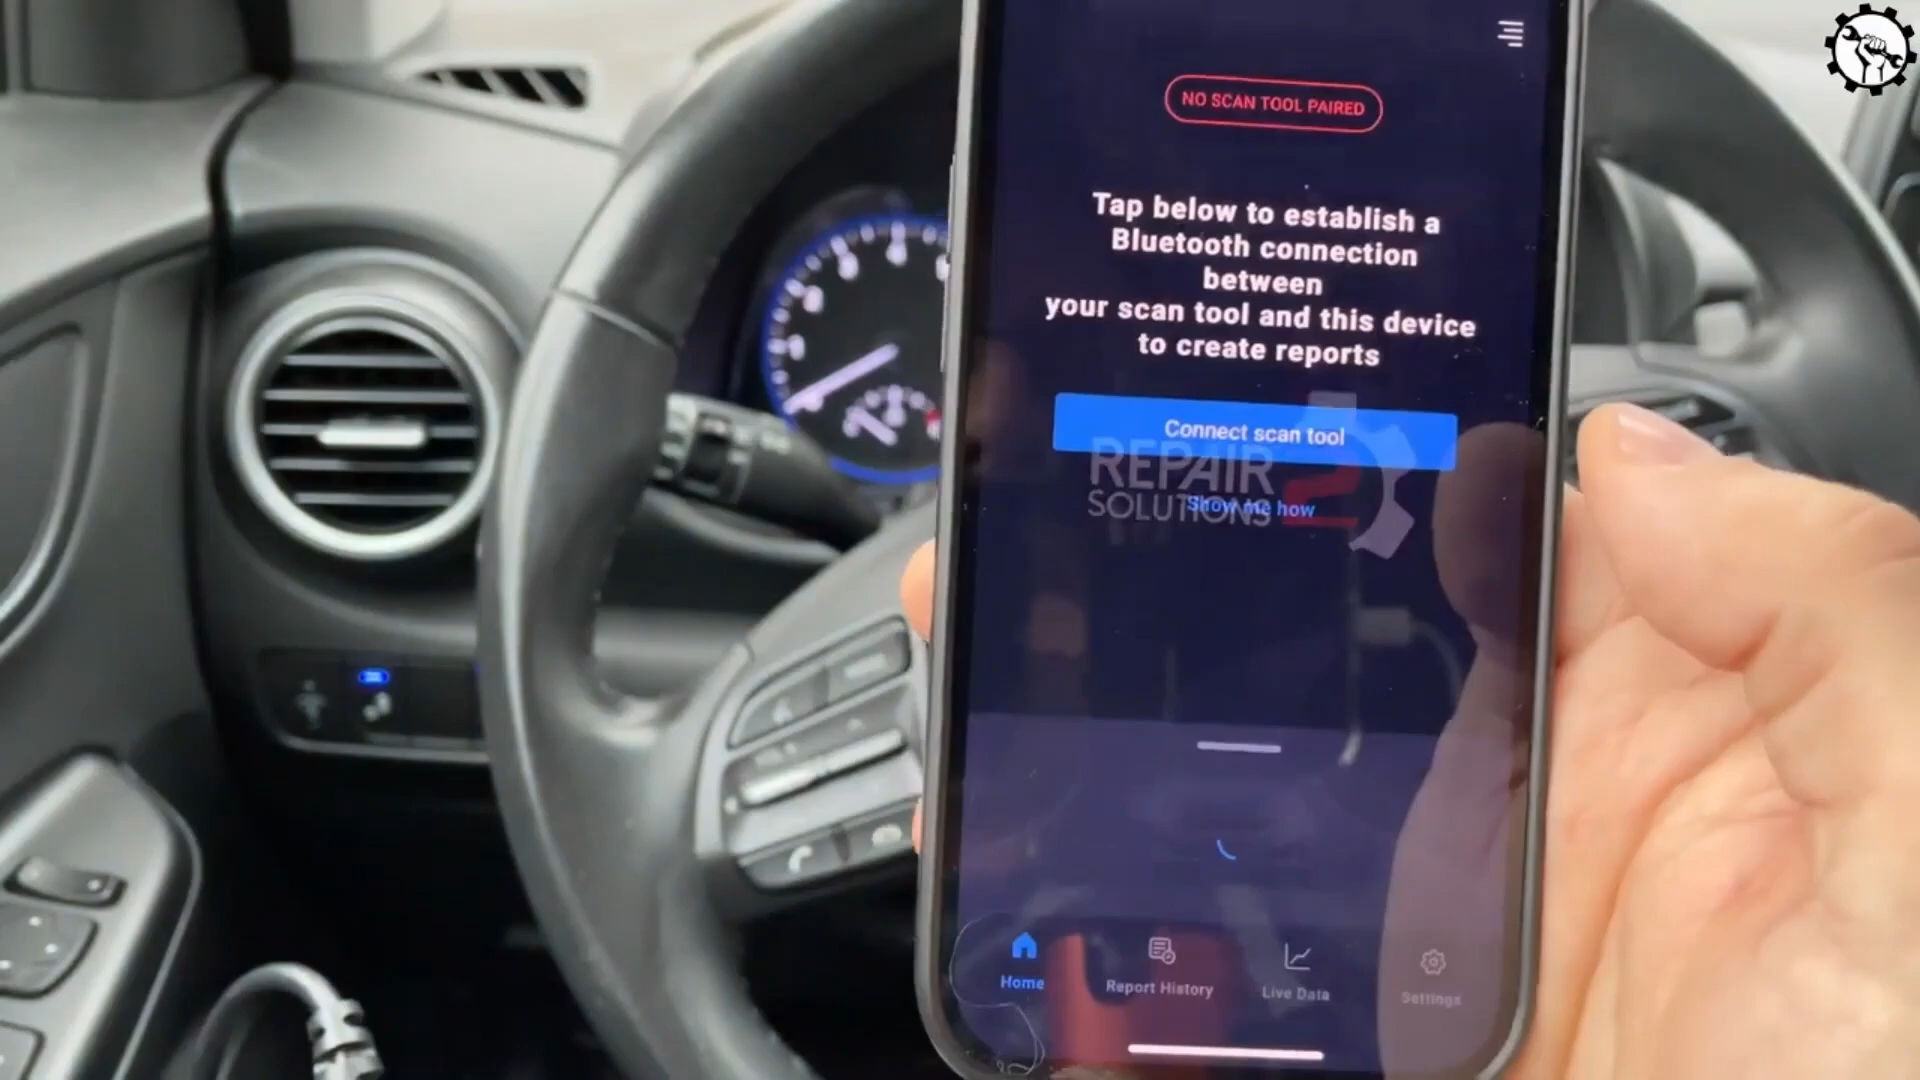 NO SCAN TOOL PAIRED
Tap below to establish a
Bluetooth connection
between
your scan tool and this device
to create reports
Connect scan tool
REPAIR
SOLUTIONS 2
Show me how
Home
Report History
Live Data
Settings